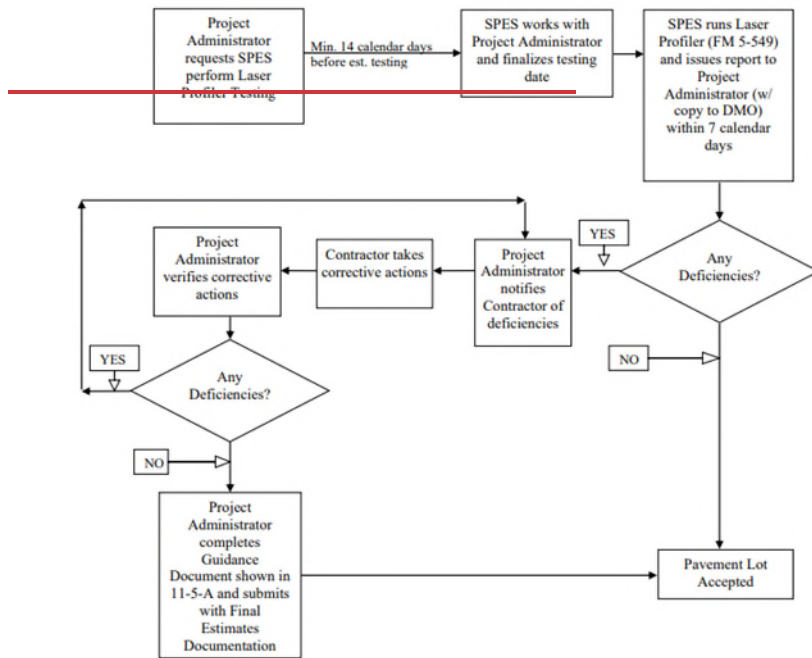 Project
Administrator
requests SPES
perform Laser
Profiler Testing
Min. 14 calendar days
before est. testing
SPES works with
Project Administrator
and finalizes testing
date
SPES runs Laser
Profiler (FM 5-549)
and issues report to
Project
Administrator (w/
copy to DMO)
within 7 calendar
days
Any
Deficiencies?
YES
Project
Administrator
notifies
Contractor of
deficiencies
Contractor takes
corrective actions
Project
Administrator
verifies corrective
actions
Any
Deficiencies?
YES
NO
NO
Project
Administrator
completes
Guidance
Document shown in
11-5-A and submits
with Final
Estimates
Documentation
Pavement Lot
Accepted